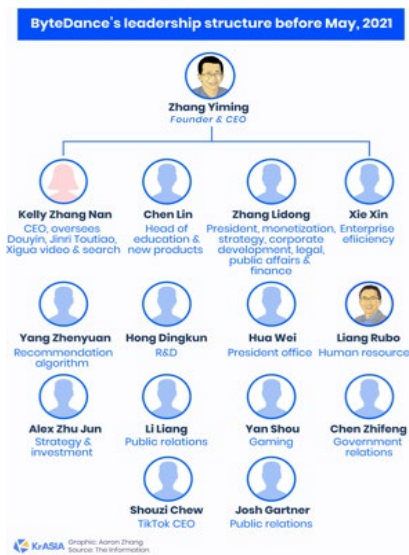 ByteDance's leadership structure before May, 2021
Zhang Yiming
Founder & CEO
Kelly Zhang Nan
CEO, oversees
Douyin, Jinri Toutiao,
Xigua video & search
Chen Lin
Head of
education &
new products
Zhang Lidong
President, monetization,
strategy, corporate
development, legal,
public affairs &
finance
Xie Xin
Enterprise
efiiciency
Yang Zhenyuan
Recommendation
algorithm
Hong Dingkun
R&D
Hua Wei
President office
Liang Rubo
Human resource
Alex Zhu Jun
Strategy &
investment
Li Liang
Public relations
Yan Shou
Gaming
Chen Zhifeng
Government
relations
Shouzi Chew
TikTok CEO
Josh Gartner
Public relations
KrASIA
Graphic: Aaron Zhang
Source: The Information